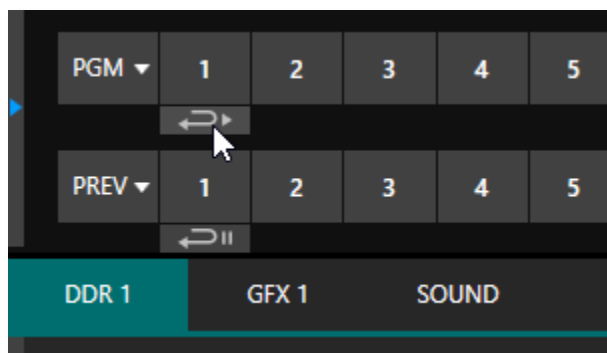 PGM 1 2 3 4 5
PREV 1 2 3 4 5
DDR 1 GFX 1 SOUND